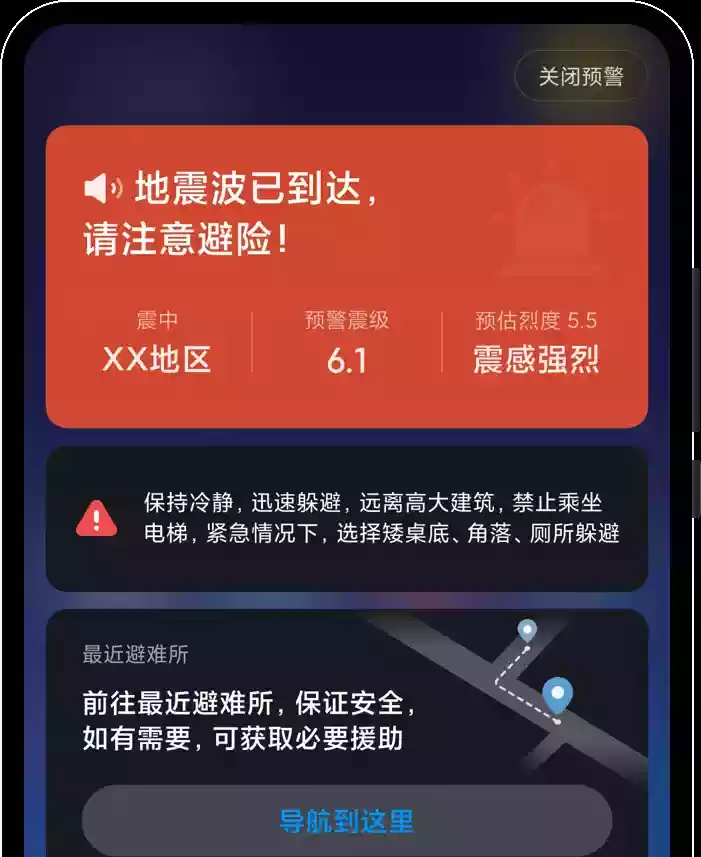 关闭预警
地震波已到达，
请注意避险！
震中
XX地区
预警震级
6.1
预估烈度 5.5
震感强烈
保持冷静，迅速躲避，远离高大建筑，禁止乘坐
电梯，紧急情况下，选择矮桌底、角落、厕所躲避
最近避难所
前往最近避难所，保证安全，
如有需要，可获取必要援助
导航到这里